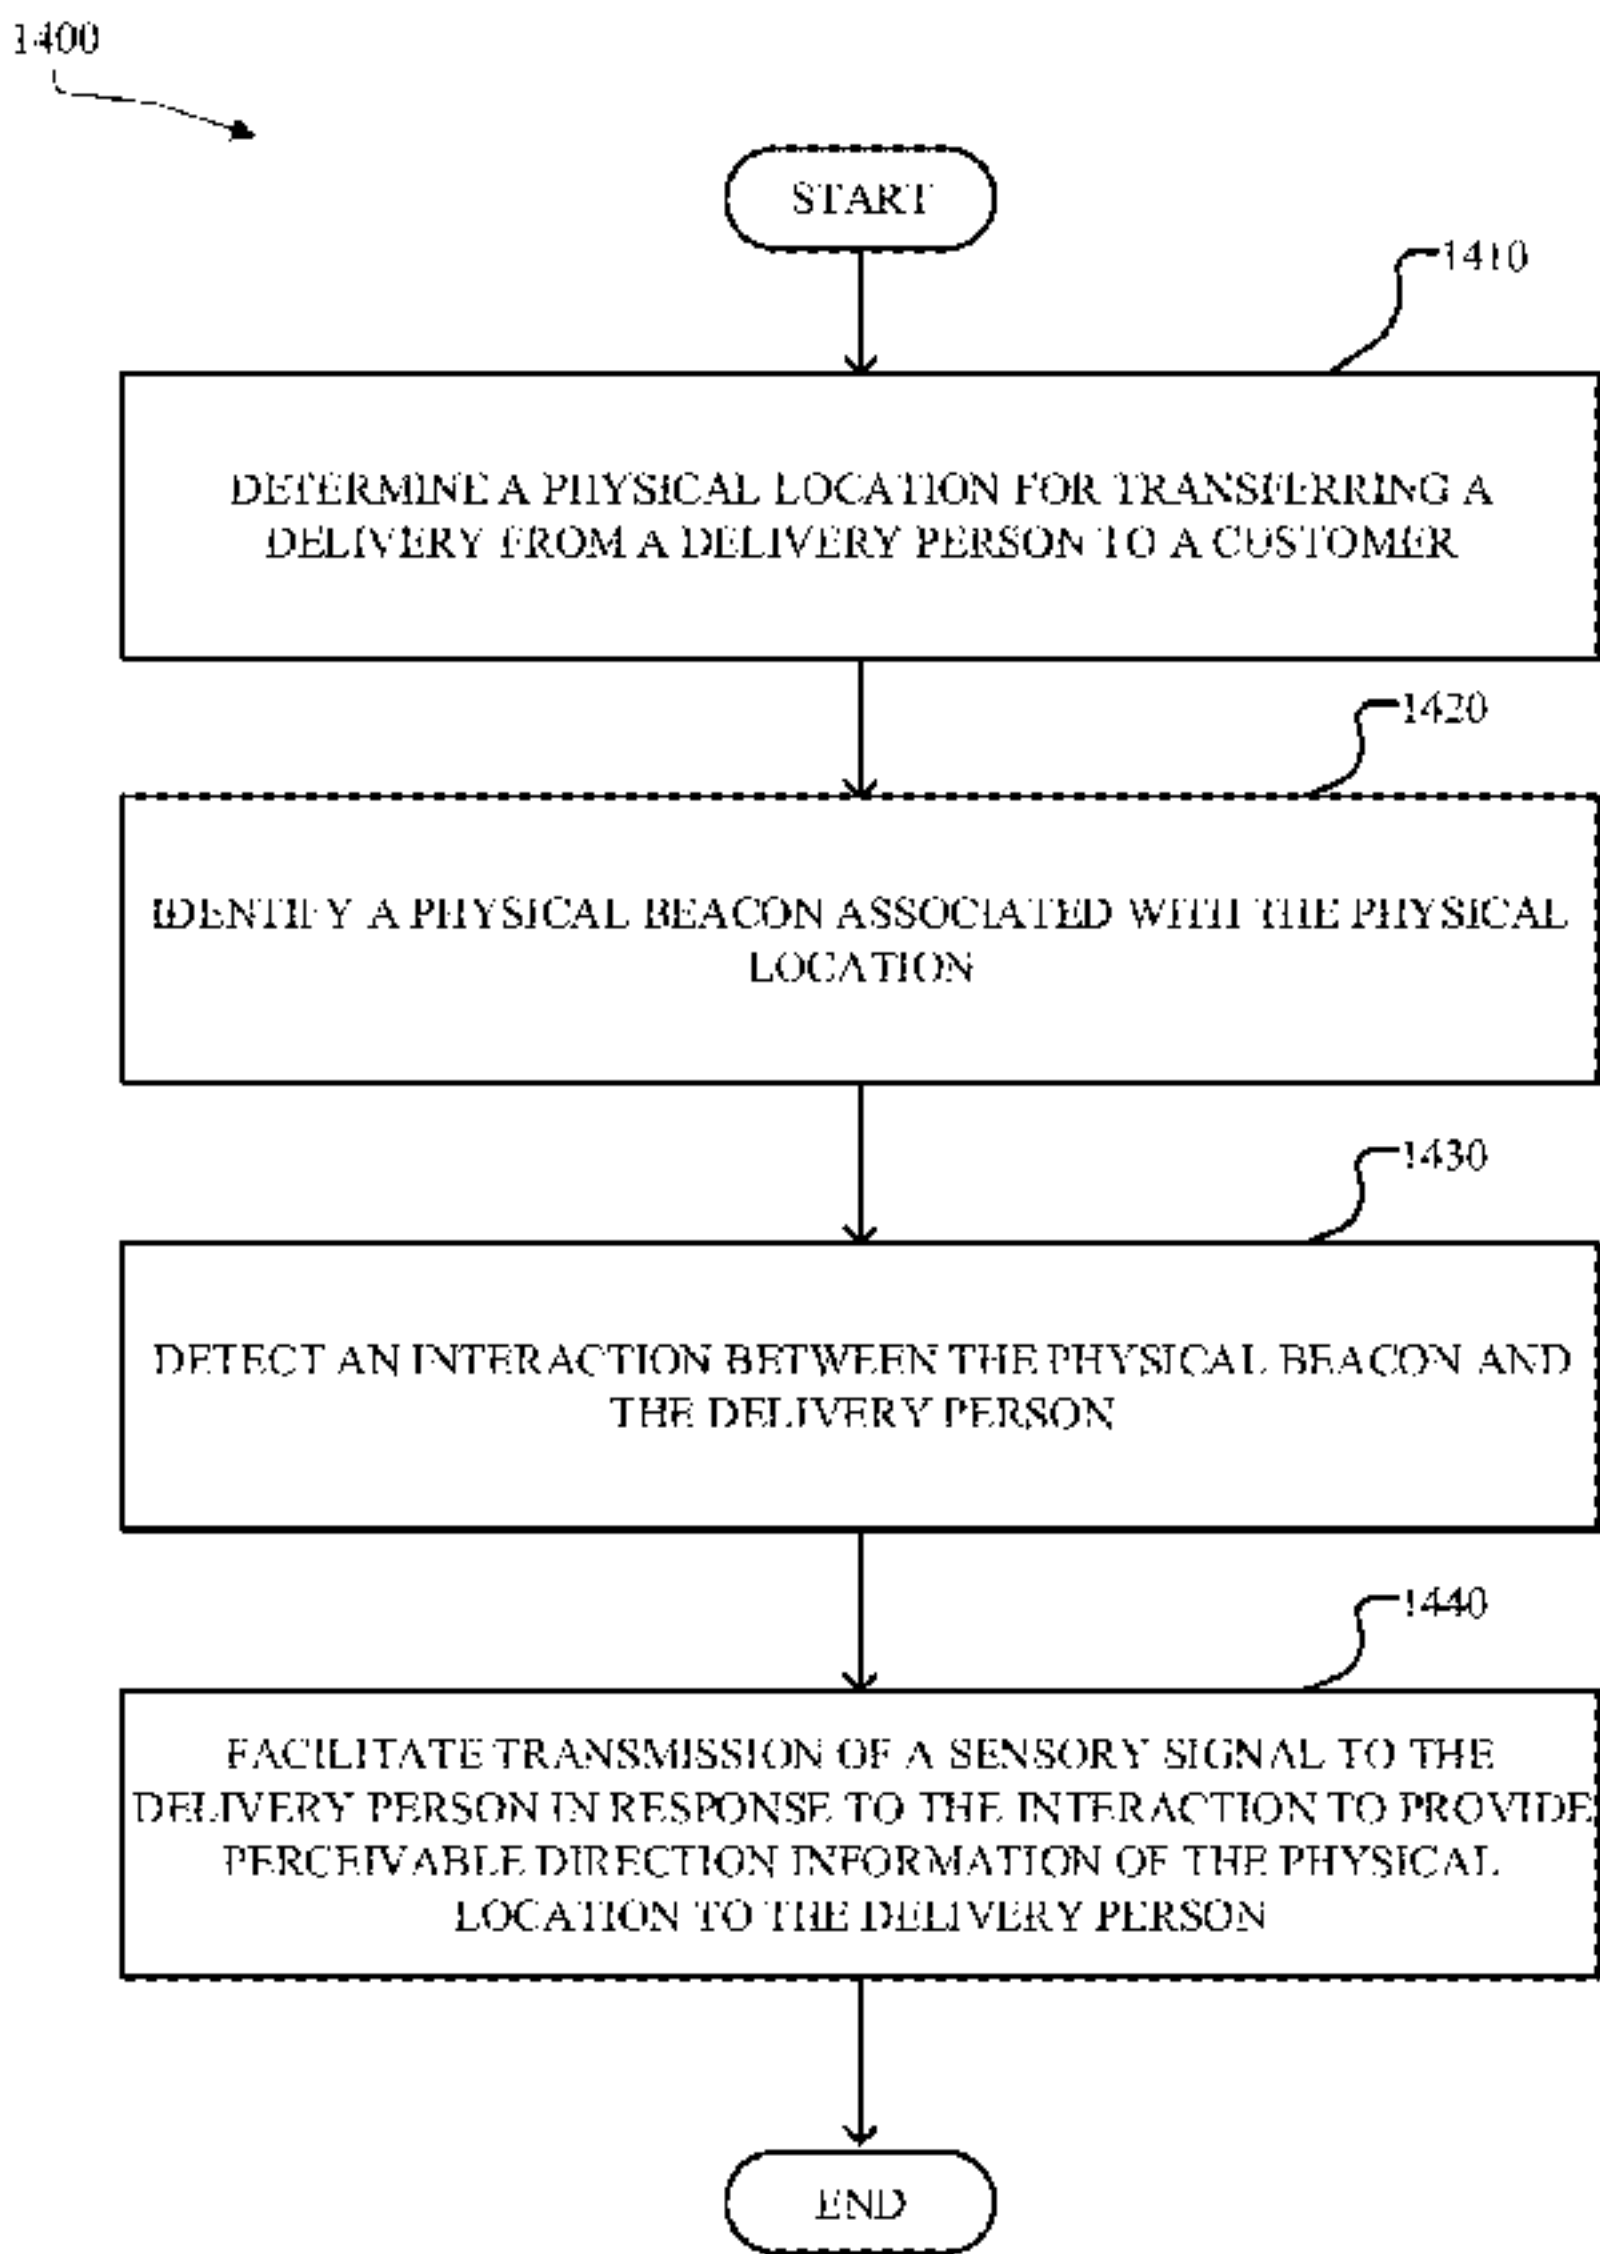 1400
START
1410
DETERMINE A PHYSICAL LOCATION FOR TRANSFERRING A
DELIVERY FROM A DELIVERY PERSON TO A CUSTOMER
1420
IDENTIFY A PHYSICAL BEACON ASSOCIATED WITH THE PHYSICAL
LOCATION
1430
DETECT AN INTERACTION BETWEEN THE PHYSICAL BEACON AND
THE DELIVERY PERSON
1440
FACILITATE TRANSMISSION OF A SENSORY SIGNAL TO THE
DELIVERY PERSON IN RESPONSE TO THE INTERACTION TO PROVIDE
PERCEIVABLE DIRECTION INFORMATION OF THE PHYSICAL
LOCATION TO THE DELIVERY PERSON
END